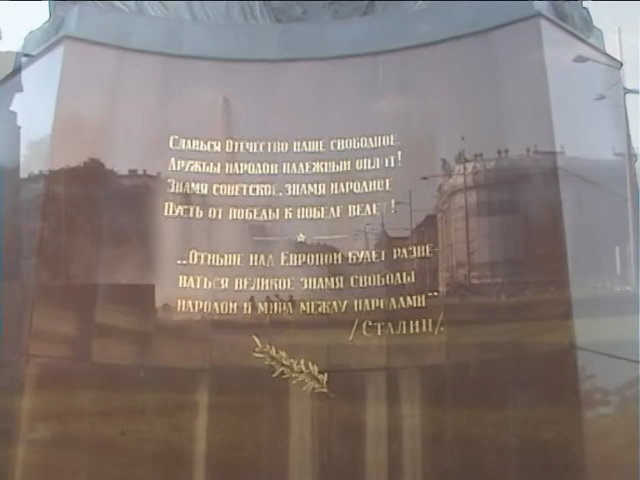 Славься Отечество наше свободное.
Дружбы народов надежный оплот!
Знамя советское, знамя народное
Пусть от победы к победе ведет!
„Отныне над Европой будет разве-
ваться великое знамя свободы
народов и мира между народами“
/Сталин/.